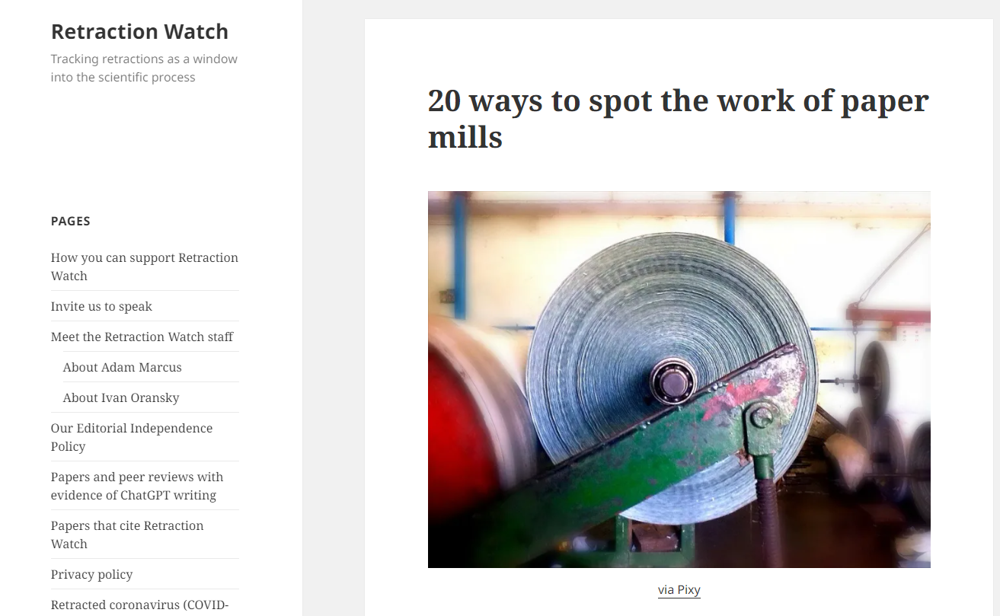 Retraction Watch
Tracking retractions as a window
into the scientific process
PAGES
How you can support Retraction
Watch
Invite us to speak
Meet the Retraction Watch staff
About Adam Marcus
About Ivan Oransky
Our Editorial Independence
Policy
Papers and peer reviews with
evidence of ChatGPT writing
Papers that cite Retraction
Watch
Privacy policy
Retracted coronavirus (COVID-
20 ways to spot the work of paper
mills
via Pixy